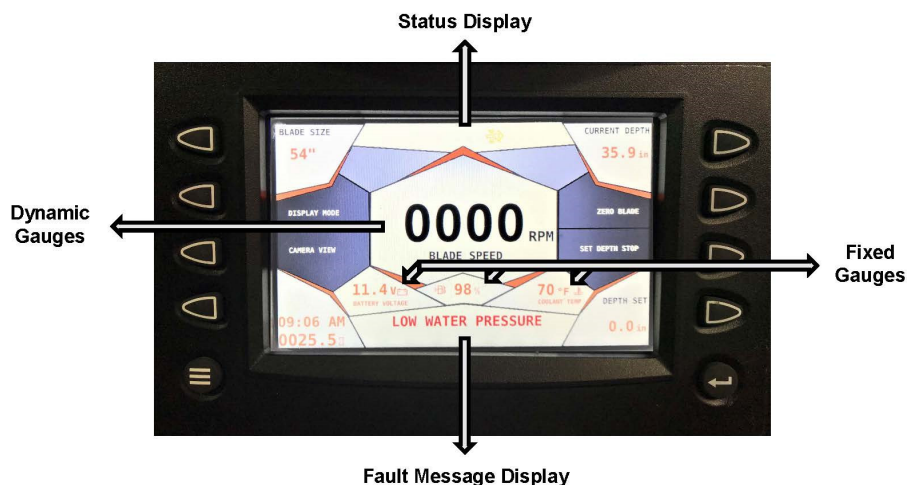 Status Display
BLADE SIZE
54"
CURRENT DEPTH
35.9 in
Dynamic
Gauges
DISPLAY MODE
CAMERA VIEW
0000 RPM
BLADE SPEED
ZERO BLADE
SET DEPTH STOP
Fixed
Gauges
11.4 V
BATTERY VOLTAGE
98 %
70 °F
COOLANT TEMP
DEPTH SET
0.0 in
09:06 AM
0025.5
LOW WATER PRESSURE
Fault Message Display